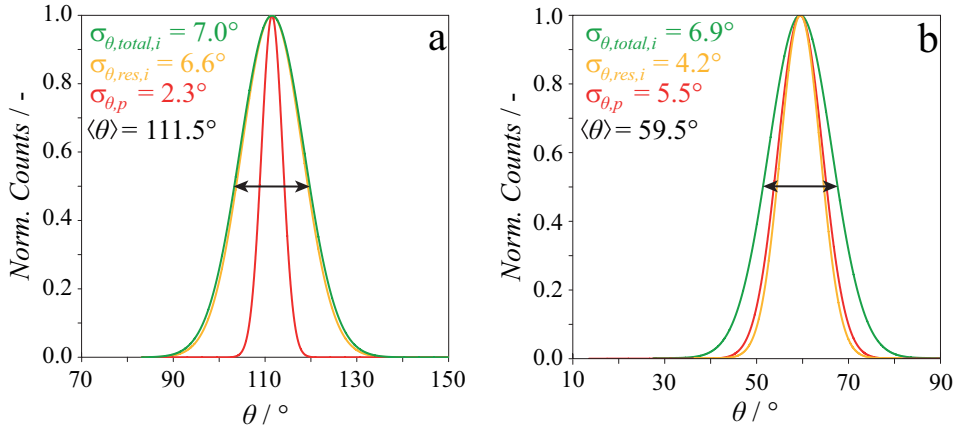 a
σθ,total,i = 7.0°
σθ,res,i = 6.6°
σθ,p = 2.3°
⟨θ⟩ = 111.5°
Norm. Counts / -
1.0
0.8
0.6
0.4
0.2
0.0
70 90 110 130 150
θ / °
b
σθ,total,i = 6.9°
σθ,res,i = 4.2°
σθ,p = 5.5°
⟨θ⟩ = 59.5°
Norm. Counts / -
1.0
0.8
0.6
0.4
0.2
0.0
10 30 50 70 90
θ / °